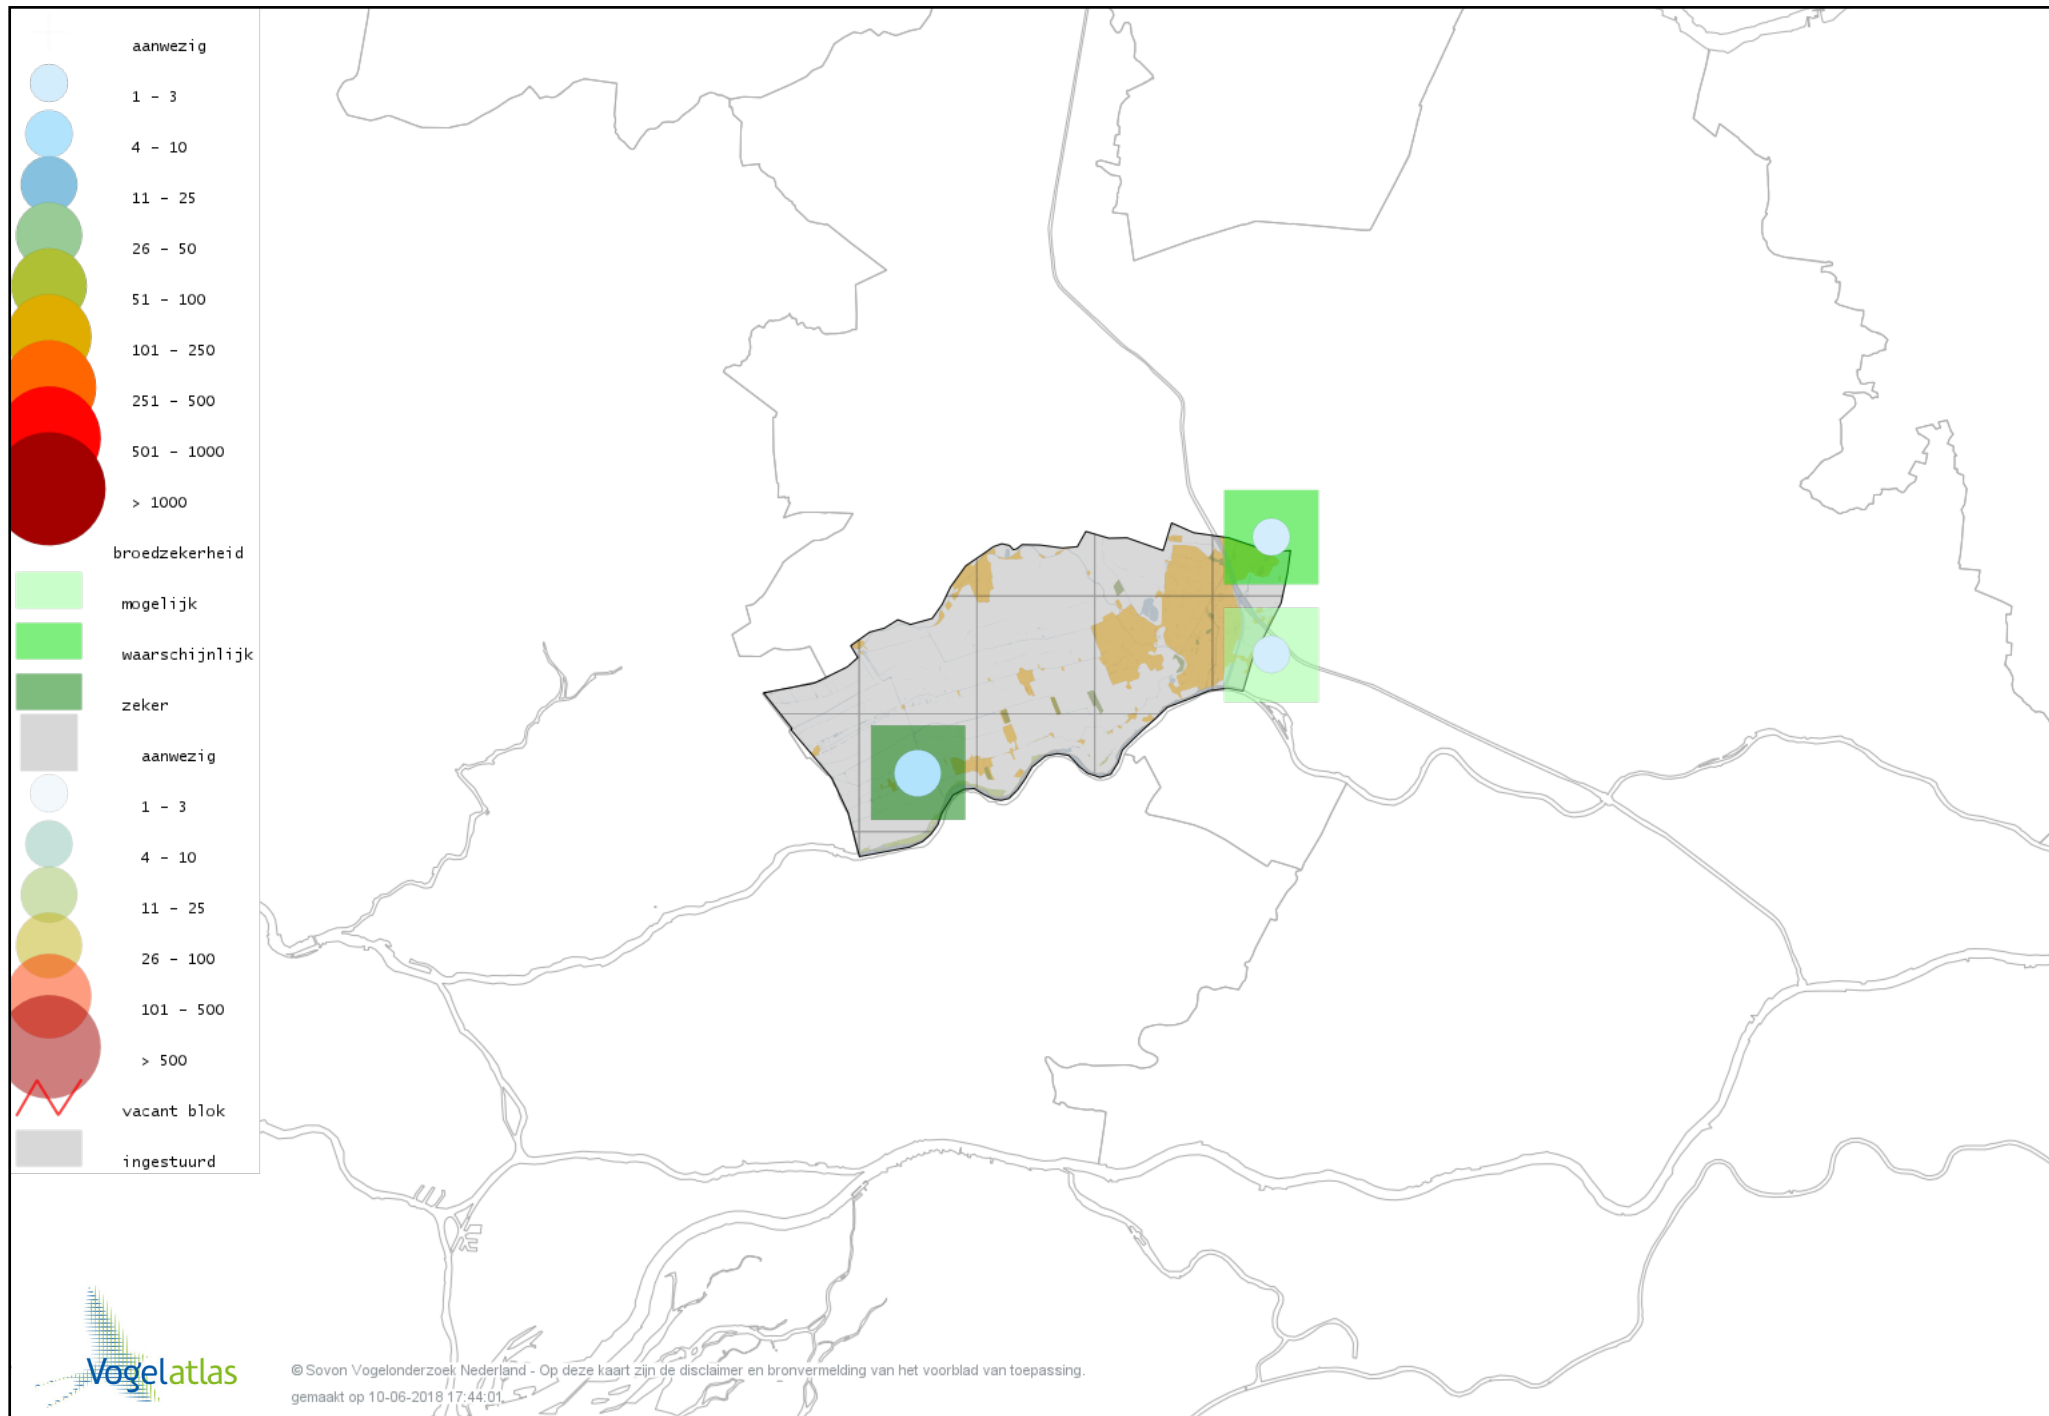 aanwezig
1 - 3
4 - 10
11 - 25
26 - 50
51 - 100
101 - 250
251 - 500
501 - 1000
> 1000
broedzekerheid
mogelijk
waarschijnlijk
zeker
aanwezig
1 - 3
4 - 10
11 - 25
26 - 100
101 - 500
> 500
vacant blok
ingestuurd
Vogelatlas
© Sovon Vogelonderzoek Nederland - Op deze kaart zijn de disclaimer en bronvermelding van het voorblad van toepassing.
gemaakt op 10-06-2018 17:44:01